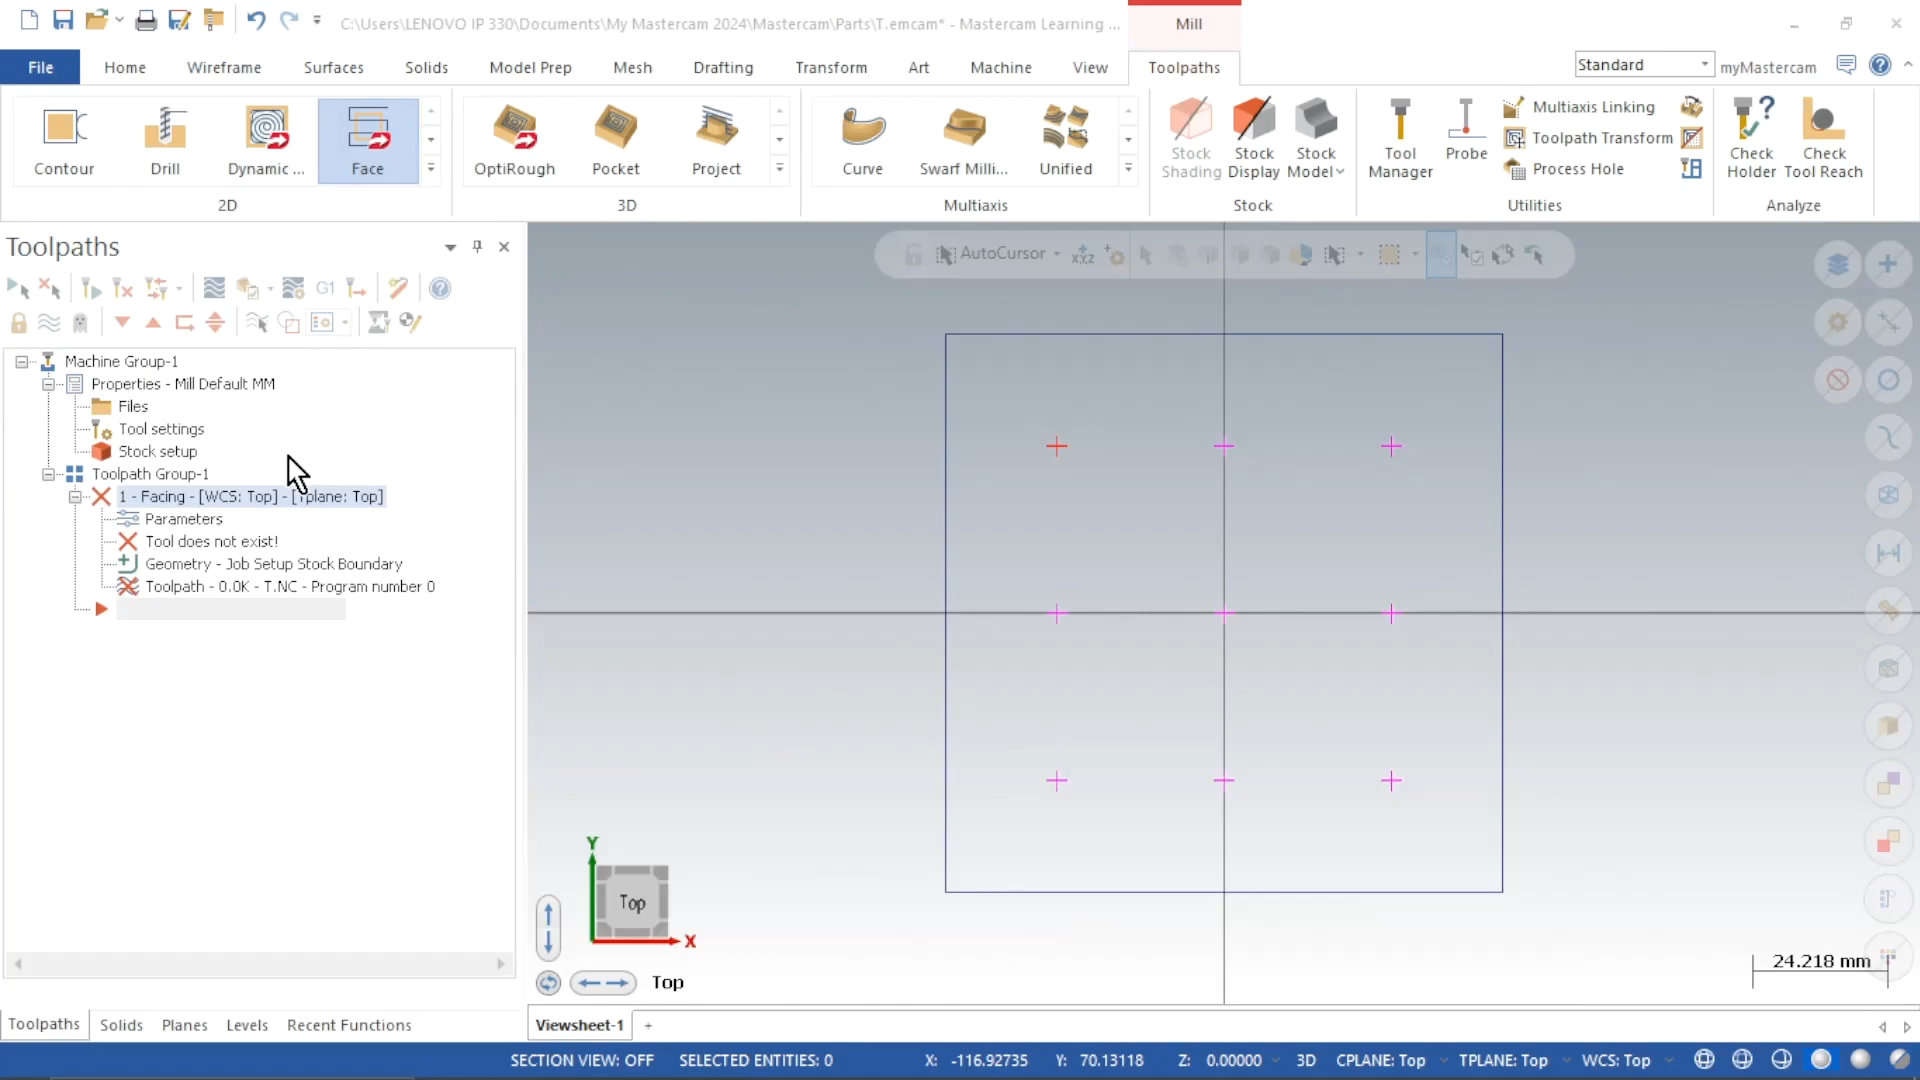 C:\Users\LENOVO IP 330\Documents\My Mastercam 2024\Mastercam\Parts\T.emcam* - Mastercam Learning ...
Mill
File
Home
Wireframe
Surfaces
Solids
Model Prep
Mesh
Drafting
Transform
Art
Machine
View
Toolpaths
Standard
myMastercam
Contour
Drill
Dynamic ...
Face
2D
OptiRough
Pocket
Project
3D
Curve
Swarf Milli...
Unified
Multiaxis
Stock Shading
Stock Display
Stock Model
Stock
Tool Manager
Probe
Multiaxis Linking
Toolpath Transform
Process Hole
Utilities
Check Holder
Check Tool Reach
Analyze
Toolpaths
G1
Machine Group-1
Properties - Mill Default MM
Files
Tool settings
Stock setup
Toolpath Group-1
1 - Facing - [WCS: Top] - [Tplane: Top]
Parameters
Tool does not exist!
Geometry - Job Setup Stock Boundary
Toolpath - 0.0K - T.NC - Program number 0
AutoCursor
XYZ
Y
Top
X
Top
24.218 mm
Toolpaths
Solids
Planes
Levels
Recent Functions
Viewsheet-1
+
SECTION VIEW: OFF
SELECTED ENTITIES: 0
X: -116.92735
Y: 70.13118
Z: 0.00000
3D
CPLANE: Top
TPLANE: Top
WCS: Top